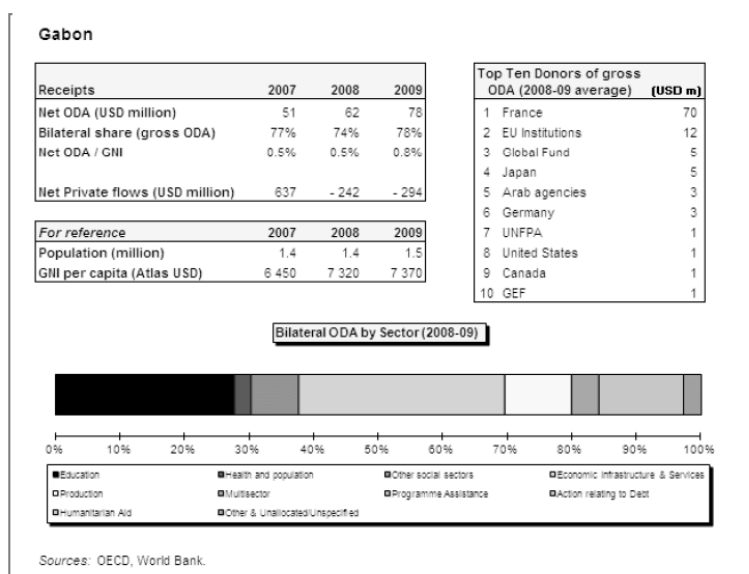 Gabon
Receipts 2007 2008 2009
Net ODA (USD million) 51 62 78
Bilateral share (gross ODA) 77% 74% 78%
Net ODA / GNI 0.5% 0.5% 0.8%
Net Private flows (USD million) 637 - 242 - 294
For reference 2007 2008 2009
Population (million) 1.4 1.4 1.5
GNI per capita (Atlas USD) 6 450 7 320 7 370
Top Ten Donors of gross
ODA (2008-09 average) (USD m)
1 France 70
2 EU Institutions 12
3 Global Fund 5
4 Japan 5
5 Arab agencies 3
6 Germany 3
7 UNFPA 1
8 United States 1
9 Canada 1
10 GEF 1
Bilateral ODA by Sector (2008-09)
0% 10% 20% 30% 40% 50% 60% 70% 80% 90% 100%
Education Health and population Other social sectors Economic Infrastructure & Services
Production Multisector Programme Assistance Action relating to Debt
Humanitarian Aid Other & Unallocated/Unspecified
Sources: OECD, World Bank.